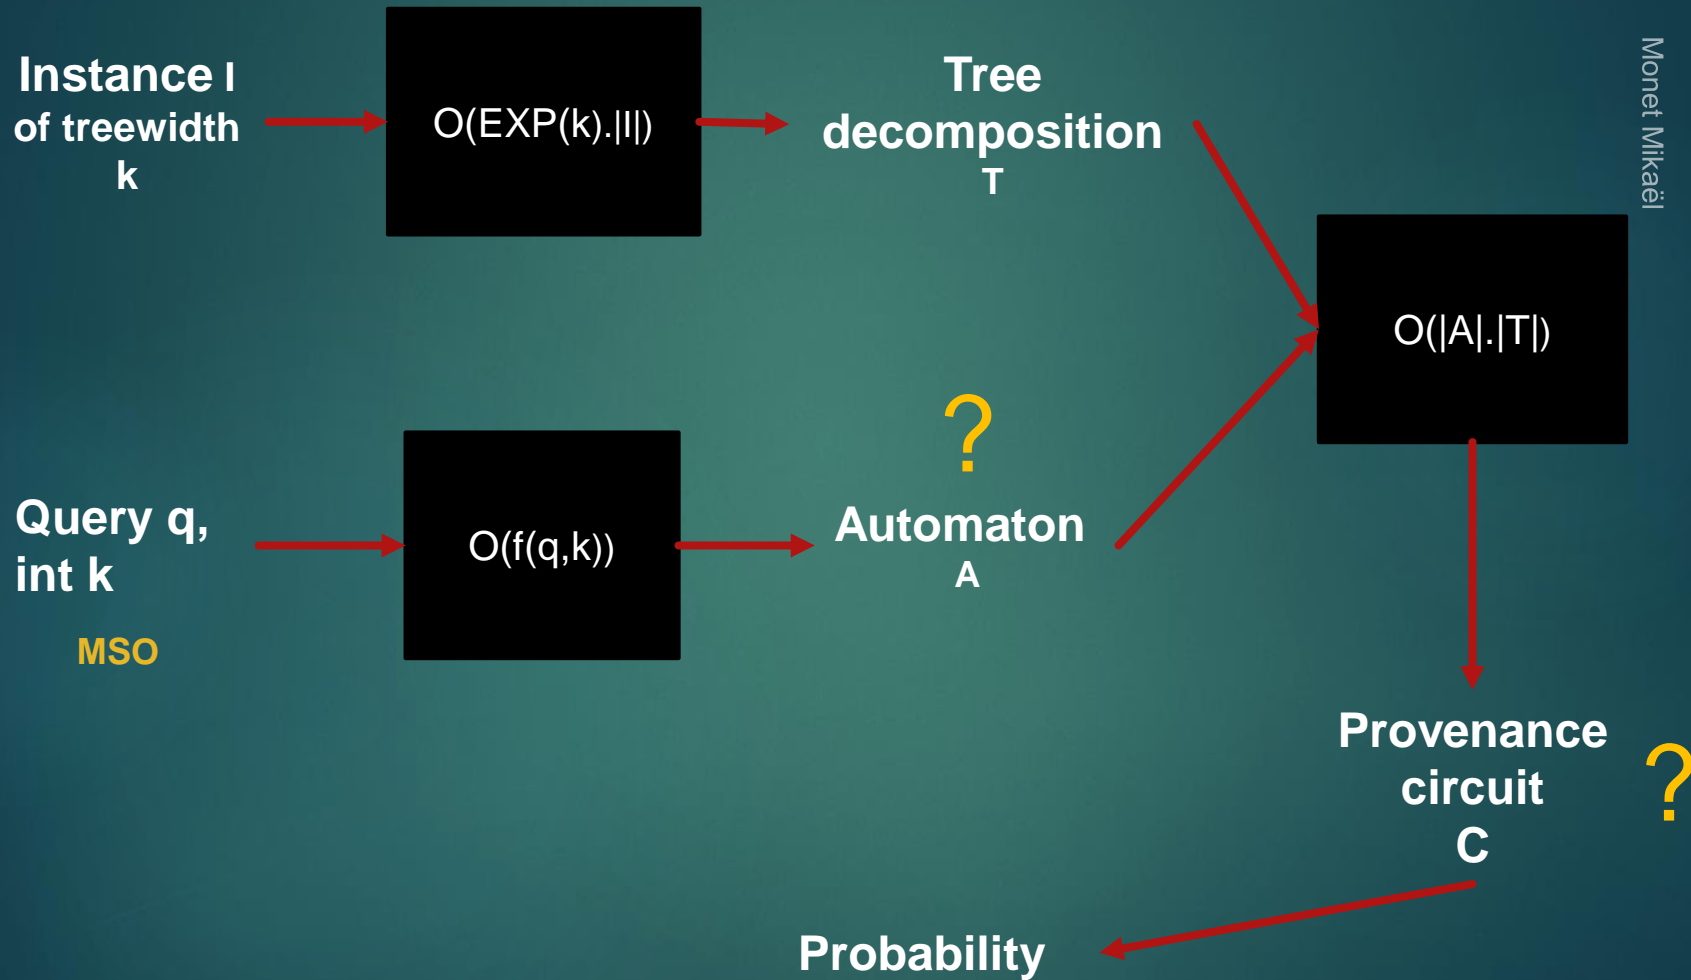 Instance I
of treewidth
k
O(EXP(k).|I|)
Tree
decomposition
T
Monet Mikaël
O(|A|.|T|)
?
Query q,
int k
MSO
O(f(q,k))
Automaton
A
Provenance
circuit
C
?
Probability